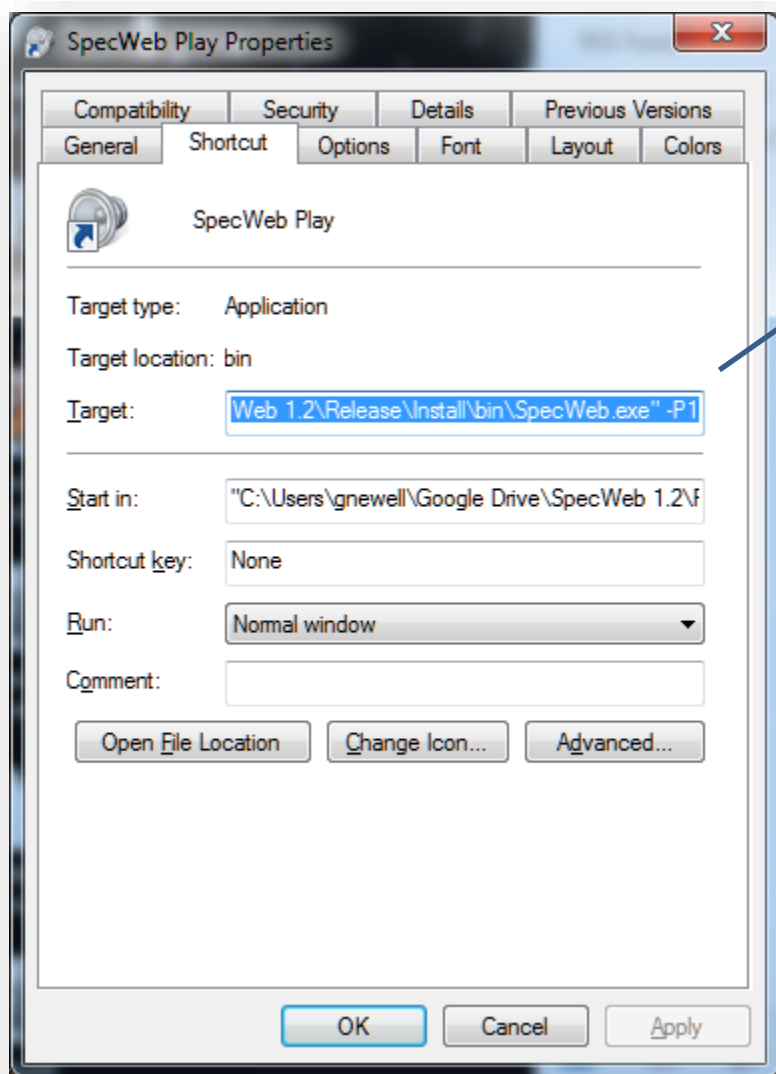 SpecWeb Play Properties
Compatibility Security Details Previous Versions
General Shortcut Options Font Layout Colors
SpecWeb Play
Target type: Application
Target location: bin
Target: Web 1.2\Release\Install\bin\SpecWeb.exe" -P1
Start in: "C:\Users\gnewell\Google Drive\SpecWeb 1.2\
Shortcut key: None
Run: Normal window
Comment:
Open File Location Change Icon... Advanced...
OK Cancel Apply